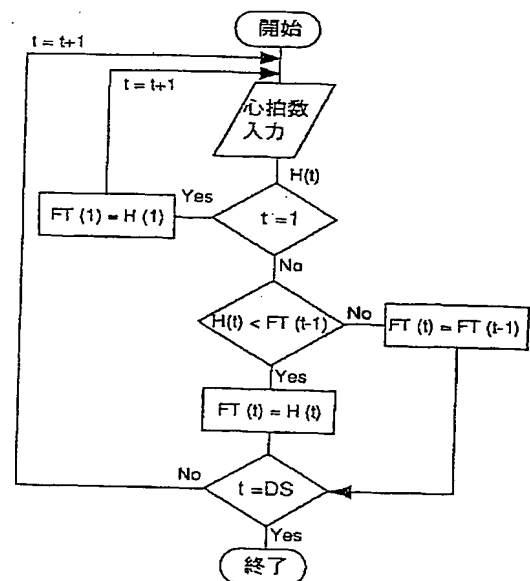 開始
t = t+1
t = t+1
心拍数
入力
H(t)
Yes
FT (1) = H (1)
t =1
No
H(t) < FT (t-1)
No
FT (t) = FT (t-1)
Yes
FT (t) = H (t)
No
t =DS
Yes
終了